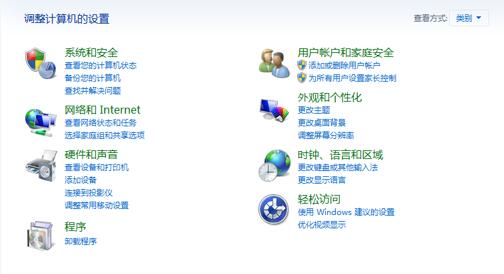 调整计算机的设置
查看方式: 类别
系统和安全
查看您的计算机状态
备份您的计算机
查找并解决问题
网络和 Internet
查看网络状态和任务
选择家庭组和共享选项
硬件和声音
查看设备和打印机
添加设备
连接到投影仪
调整常用移动设置
程序
卸载程序
用户帐户和家庭安全
添加或删除用户帐户
为所有用户设置家长控制
外观和个性化
更改主题
更改桌面背景
调整屏幕分辨率
时钟、语言和区域
更改键盘或其他输入法
更改显示语言
轻松访问
使用 Windows 建议的设置
优化视频显示